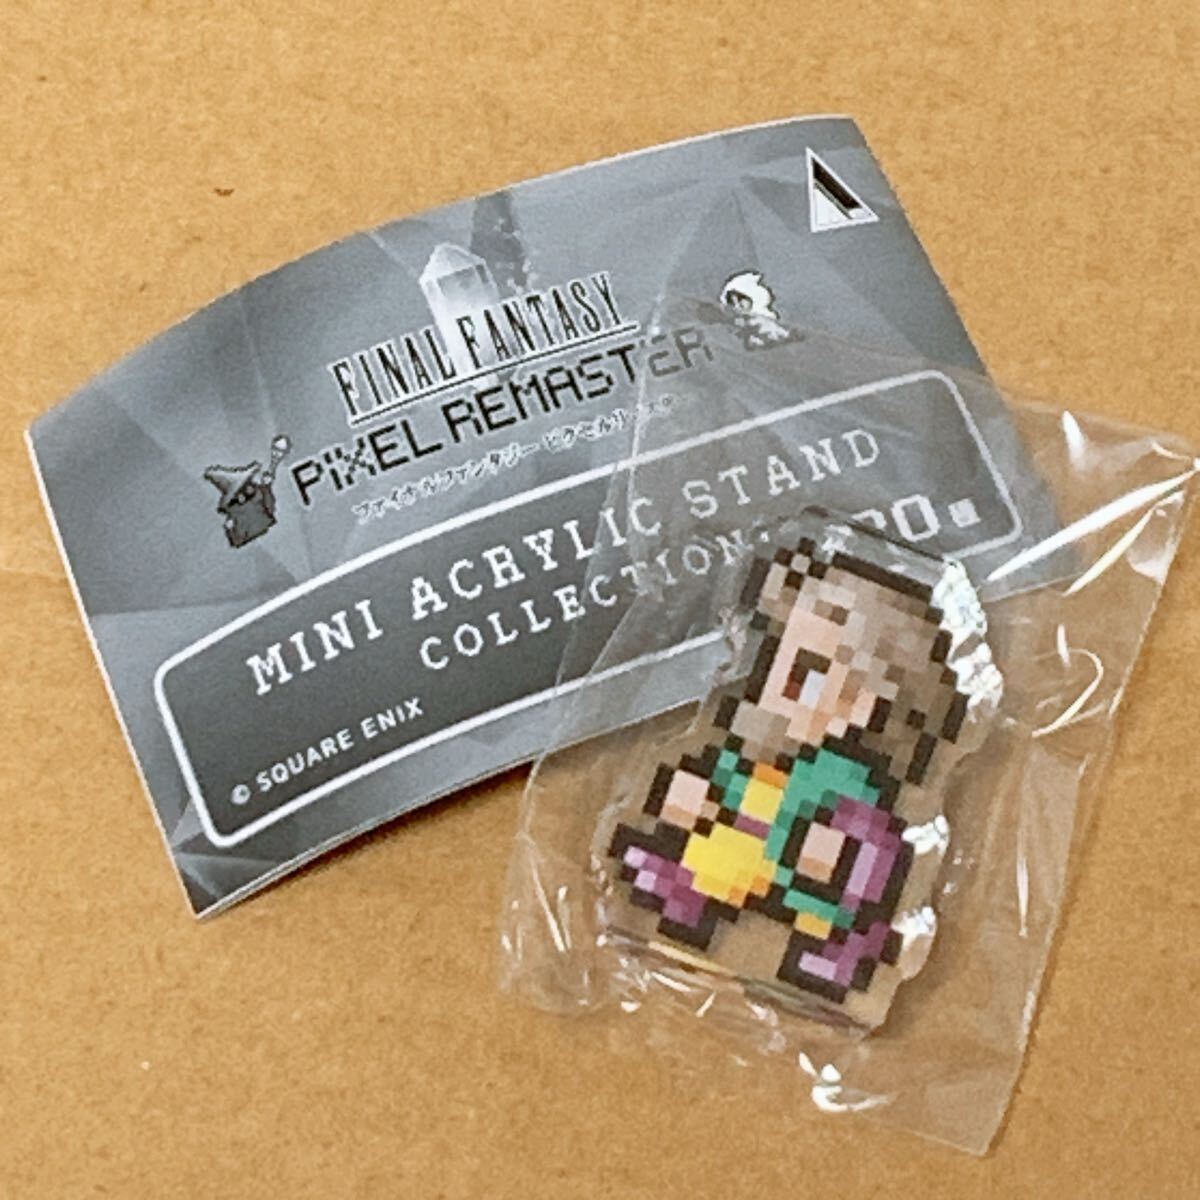 FINAL FANTASY
PIXEL REMASTER
ファイナルファンタジー ピクセルリマスター
MINI ACRYLIC STAND
COLLECTION
© SQUARE ENIX